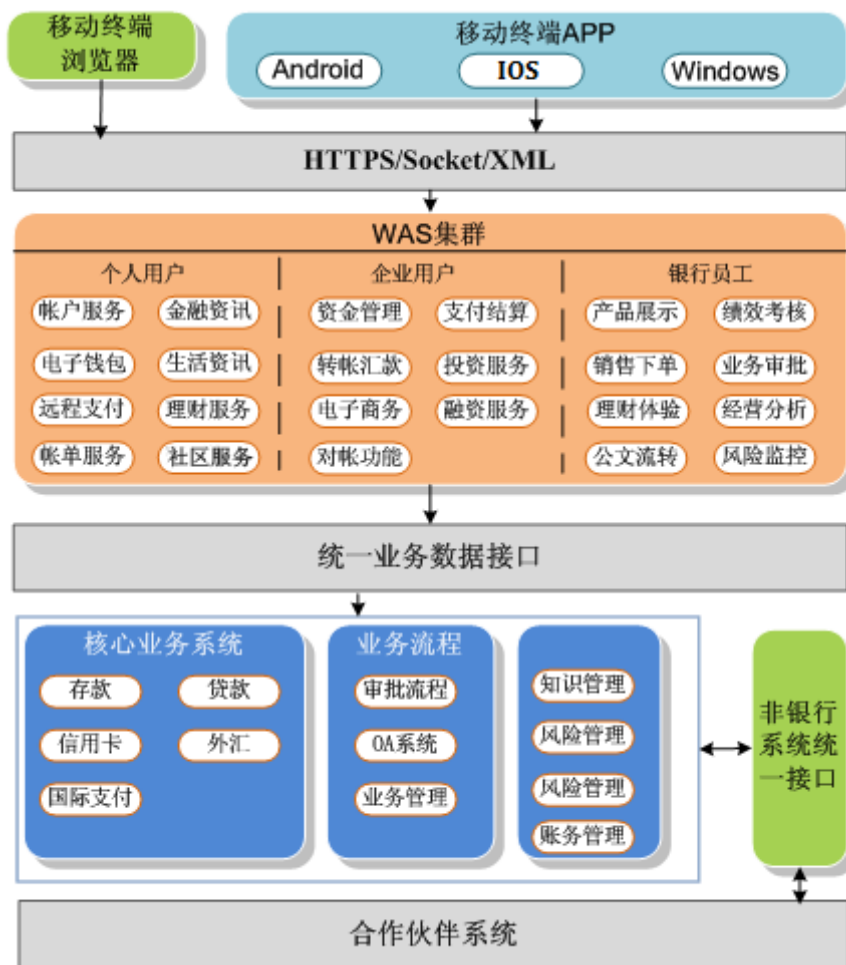 移动终端
浏览器
移动终端APP
Android
IOS
Windows
HTTPS/Socket/XML
WAS集群
个人用户
企业用户
银行员工
帐户服务
金融资讯
资金管理
支付结算
产品展示
绩效考核
电子钱包
生活资讯
转帐汇款
投资服务
销售下单
业务审批
远程支付
理财服务
电子商务
融资服务
理财体验
经营分析
帐单服务
社区服务
对帐功能
公文流转
风险监控
统一业务数据接口
核心业务系统
存款
贷款
信用卡
外汇
国际支付
业务流程
审批流程
OA系统
业务管理
知识管理
风险管理
风险管理
账务管理
非银行
系统统
一接口
合作伙伴系统